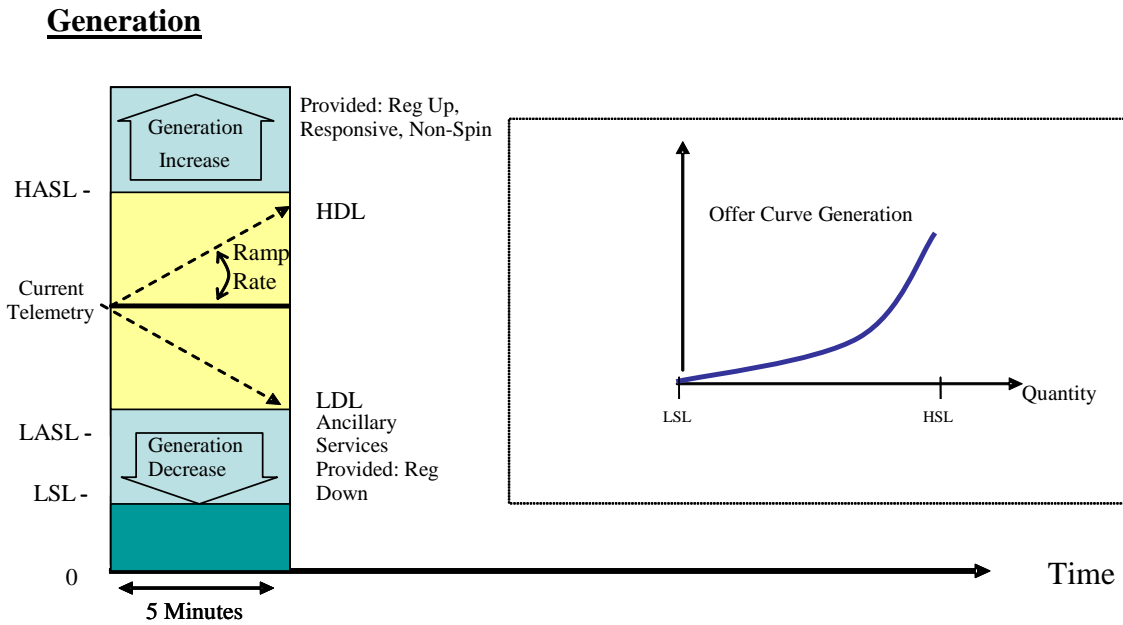 Generation
Provided: Reg Up,
Responsive, Non-Spin
Generation
Increase
HASL -
HDL
Ramp
Rate
Current
Telemetry
LDL
Ancillary
Services
Provided: Reg
Down
LASL -
Generation
Decrease
LSL -
0
5 Minutes
Time
Offer Curve Generation
Quantity
LSL
HSL